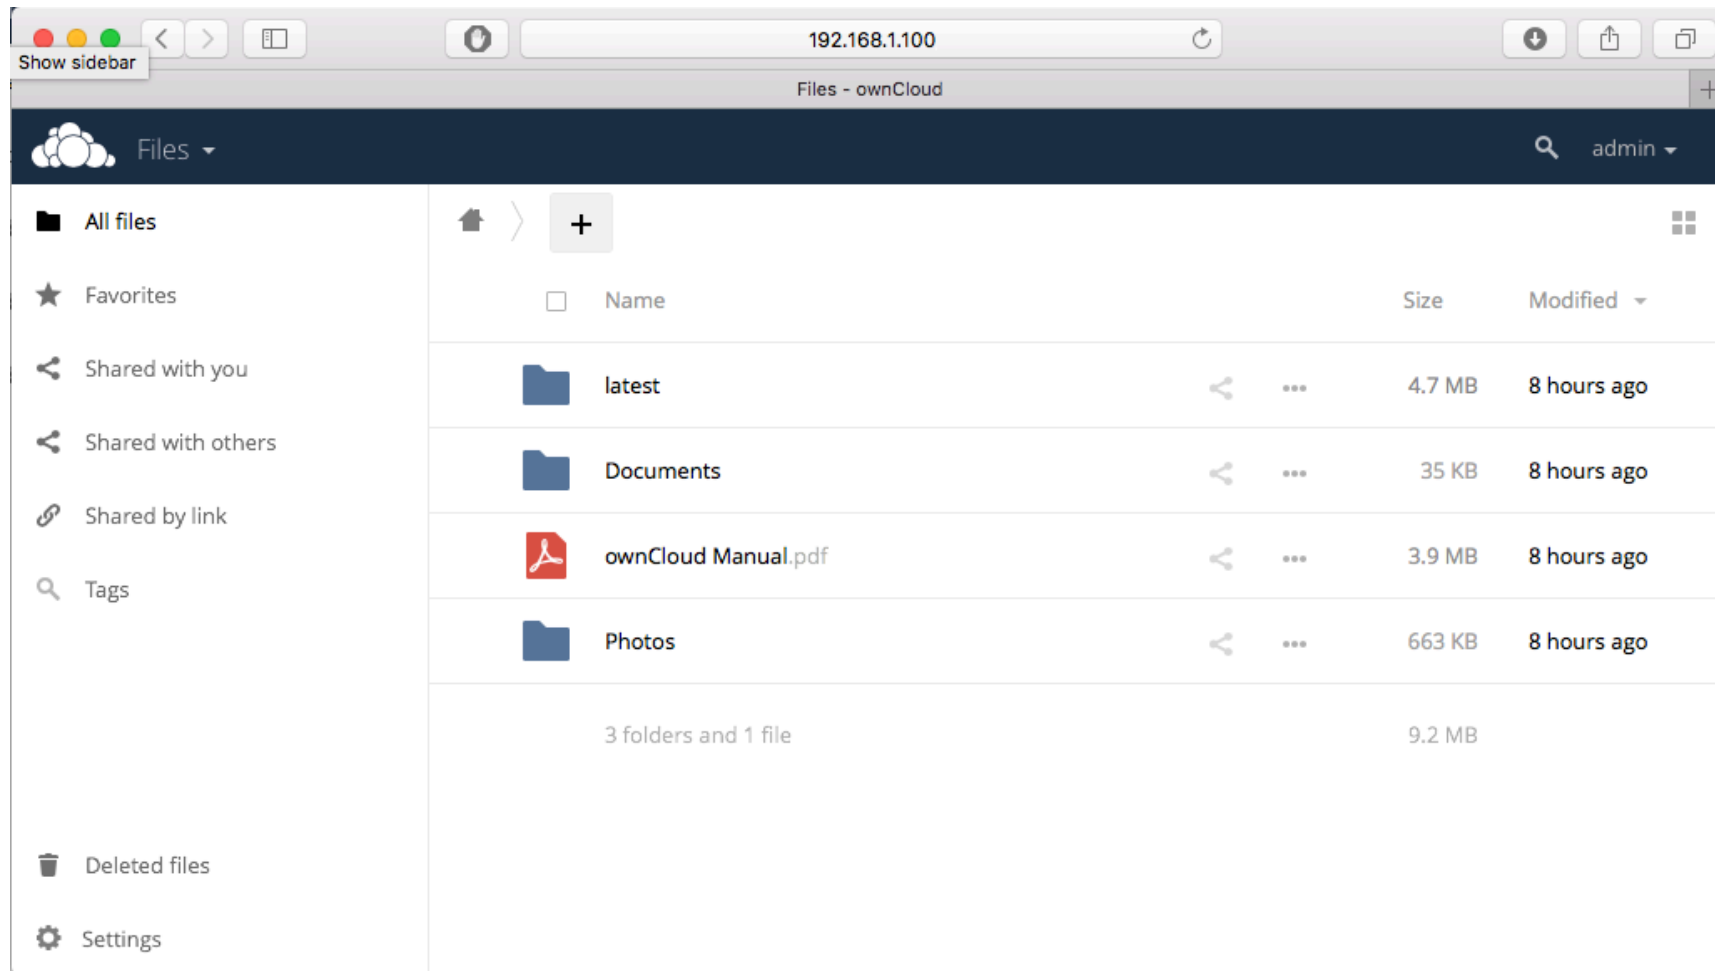 192.168.1.100
Show sidebar
Files - ownCloud
Files
admin
All files
Favorites
Shared with you
Shared with others
Shared by link
Tags
Deleted files
Settings
Name Size Modified
latest 4.7 MB 8 hours ago
Documents 35 KB 8 hours ago
ownCloud Manual.pdf 3.9 MB 8 hours ago
Photos 663 KB 8 hours ago
3 folders and 1 file 9.2 MB